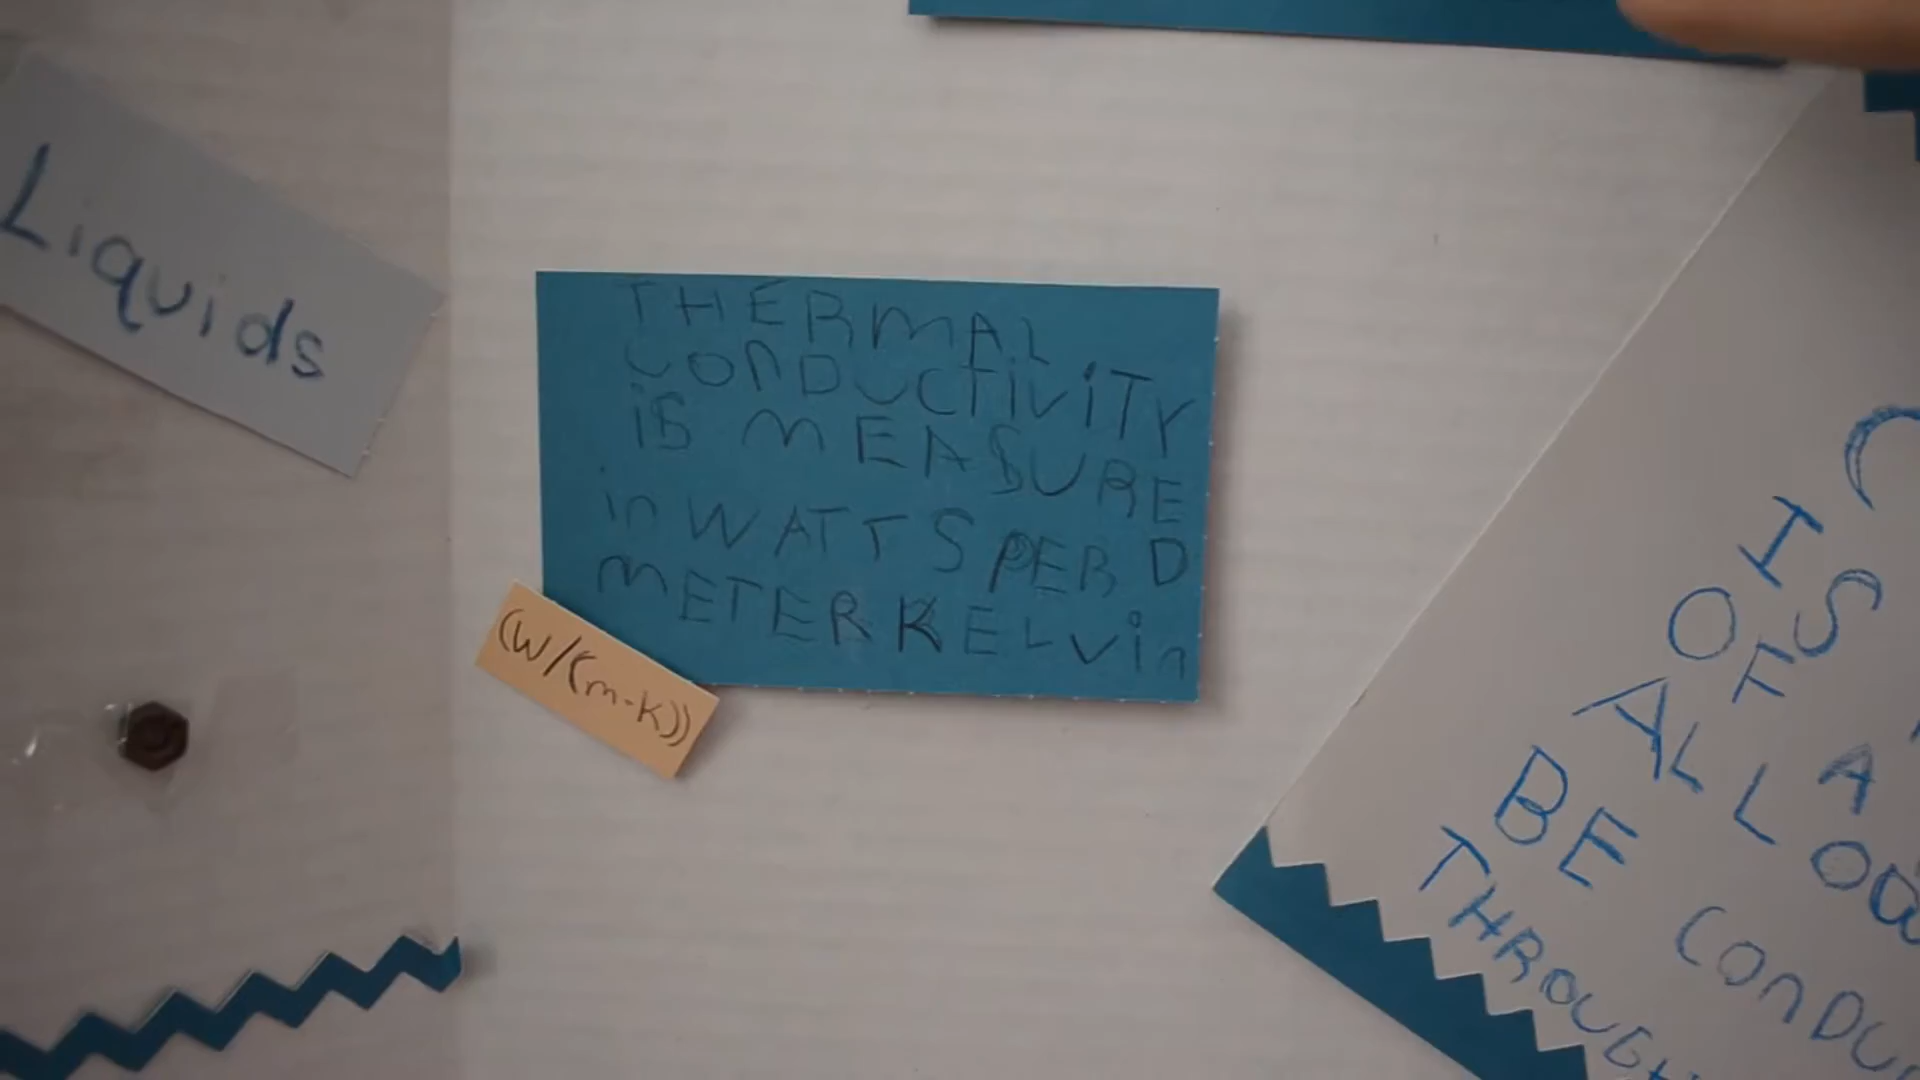 Liquids
THERMAL
CONDUCTIVITY
iS MEASURE
in WATTS PER D
METER KELVin
(W/(m-K))
IS
OF A
ALLOW
BE CONDU
THROUGH